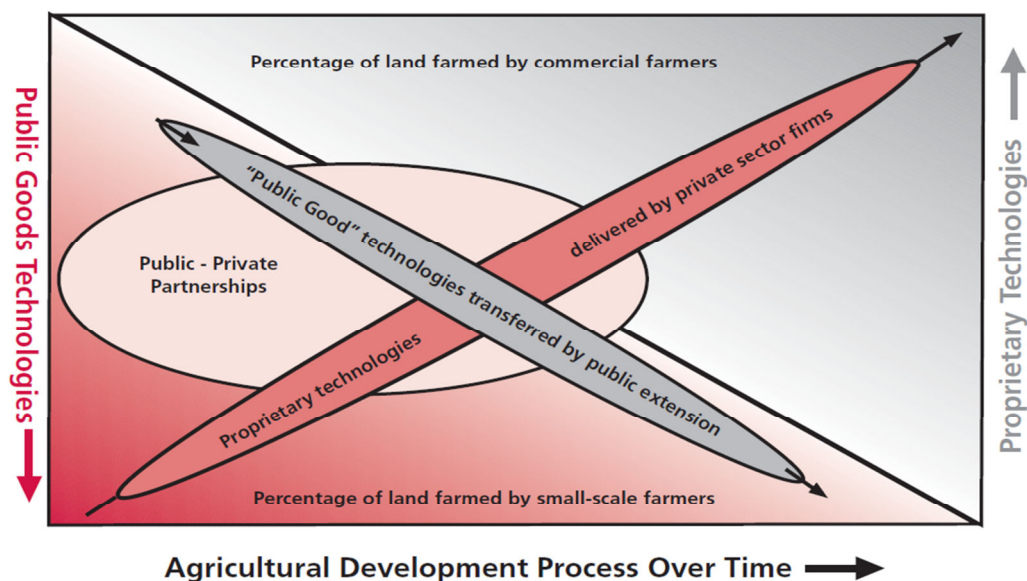 Percentage of land farmed by commercial farmers
Public Goods Technologies
Proprietary Technologies
"Public Good" technologies transferred by public extension
delivered by private sector firms
Public - Private
Partnerships
Proprietary technologies
Percentage of land farmed by small-scale farmers
Agricultural Development Process Over Time